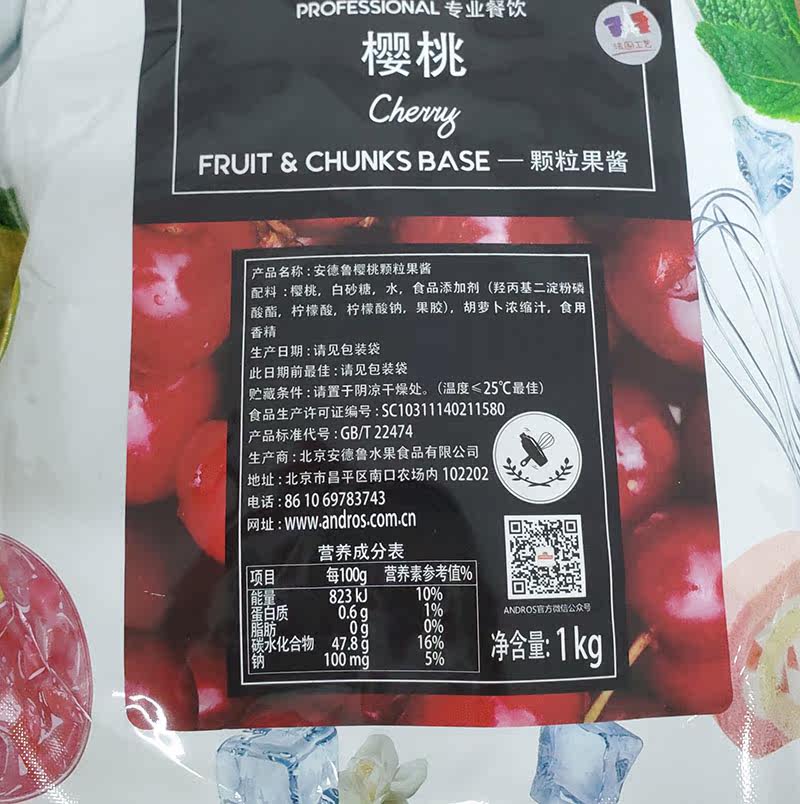 PROFESSIONAL 专业餐饮
法国工艺
樱桃
Cherry
FRUIT & CHUNKS BASE — 颗粒果酱
产品名称：安德鲁樱桃颗粒果酱
配料：樱桃，白砂糖，水，食品添加剂（羟丙基二淀粉磷
酸酯，柠檬酸，柠檬酸钠，果胶），胡萝卜浓缩汁，食用
香精
生产日期：请见包装袋
此日期前最佳：请见包装袋
贮藏条件：请置于阴凉干燥处。（温度≤25℃最佳）
食品生产许可证编号：SC10311140211580
产品标准代号：GB/T 22474
生产商：北京安德鲁水果食品有限公司
地址：北京市昌平区南口农场内 102202
电话：86 10 69783743
网址：www.andros.com.cn
营养成分表
项目 每100g 营养素参考值%
能量 823 kJ 10%
蛋白质 0.6 g 1%
脂肪 0 g 0%
碳水化合物 47.8 g 16%
钠 100 mg 5%
ANDROS官方微信公众号
净含量：1 kg